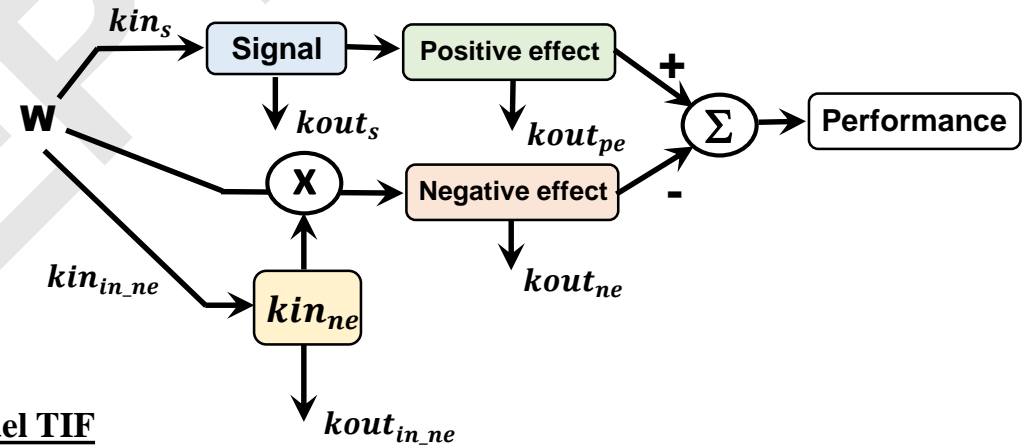 kin_s
Signal
Positive effect
+
W
kout_s
kout_pe
Σ
Performance
X
Negative effect
-
kin_in_ne
kin_ne
kout_ne
el TIF
kout_in_ne